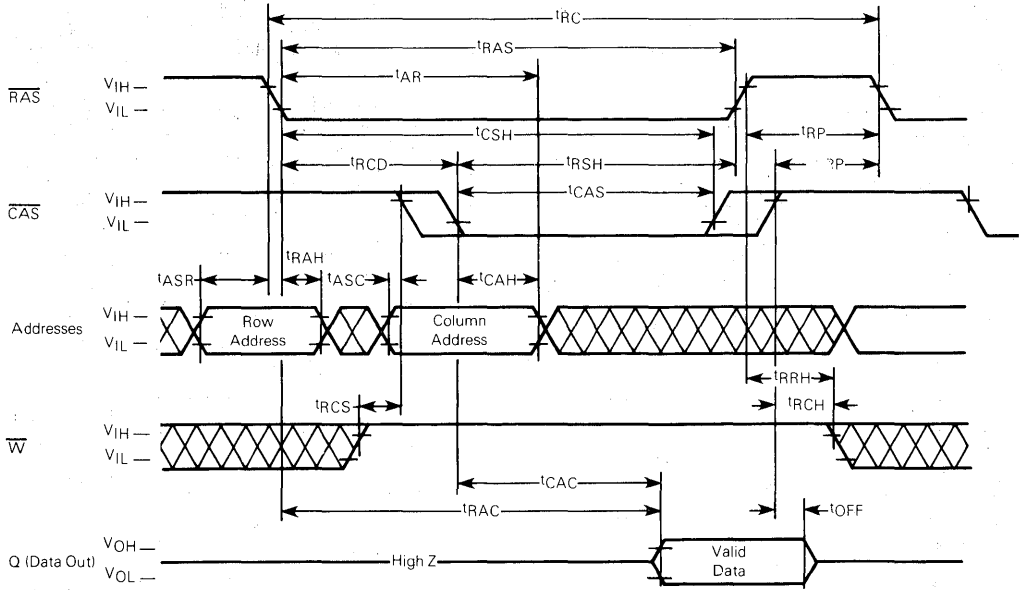 tRC
tRAS
tAR
RAS
VIH
VIL
tCSH
tRP
tRCD
tRSH
RP
tCAS
CAS
VIH
VIL
tRAH
tASR
tASC
tCAH
Addresses
VIH
VIL
Row
Address
Column
Address
tRRH
tRCS
tRCH
W
VIH
VIL
tCAC
tRAC
tOFF
Q (Data Out)
VOH
VOL
High Z
Valid
Data